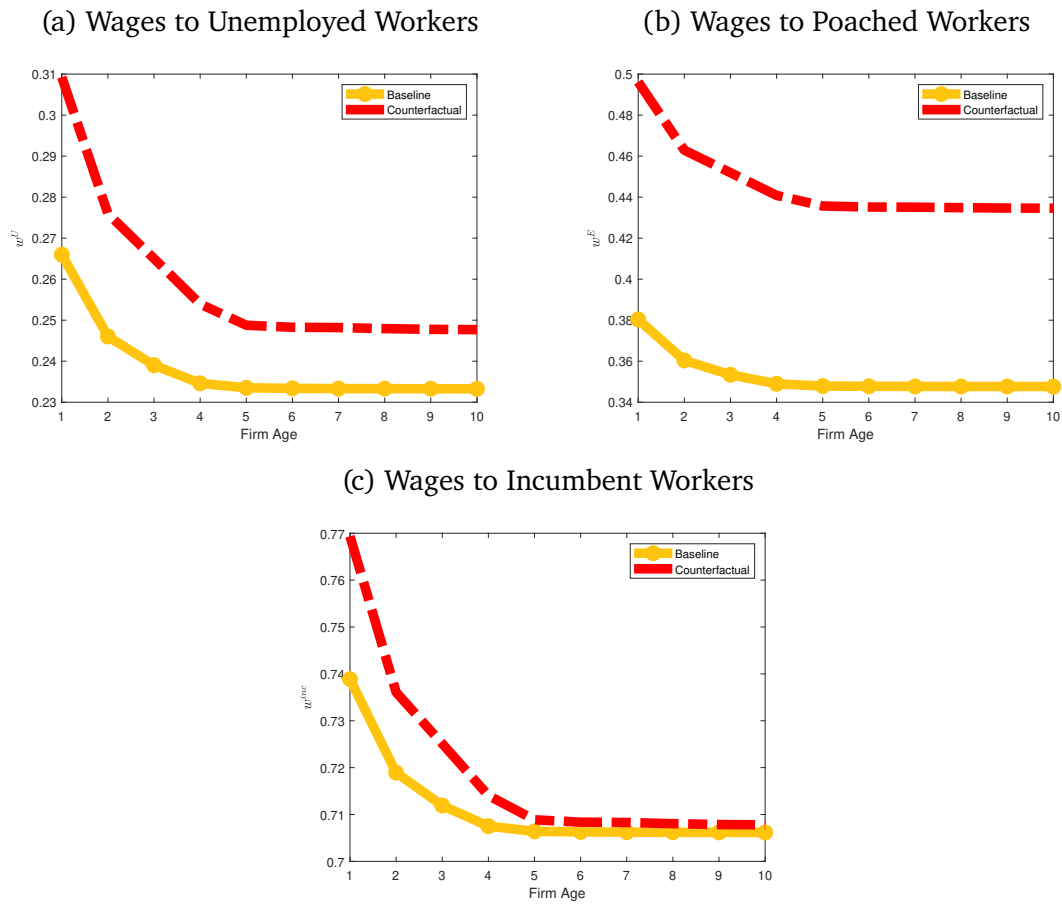 (a) Wages to Unemployed Workers
0.31
0.3
0.29
0.28
0.27
0.26
0.25
0.24
0.23
w^U
1 2 3 4 5 6 7 8 9 10
Firm Age
Baseline
Counterfactual
(b) Wages to Poached Workers
0.5
0.48
0.46
0.44
0.42
0.4
0.38
0.36
0.34
w^E
1 2 3 4 5 6 7 8 9 10
Firm Age
Baseline
Counterfactual
(c) Wages to Incumbent Workers
0.77
0.76
0.75
0.74
0.73
0.72
0.71
0.7
w^{inc}
1 2 3 4 5 6 7 8 9 10
Firm Age
Baseline
Counterfactual